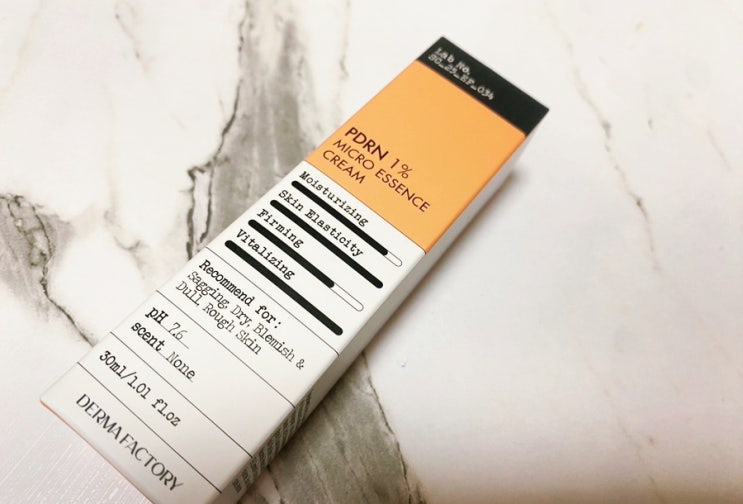 Lab No.
SC_25_EF_034
PDRN 1%
MICRO ESSENCE
CREAM
Moisturizing
Skin Elasticity
Firming
Vitalizing
Recommend for:
Sagging, Dry, Blemish &
Dull, Rough Skin
pH 7.6
scent None
30ml/1.01 fl.oz
DERMA FACTORY